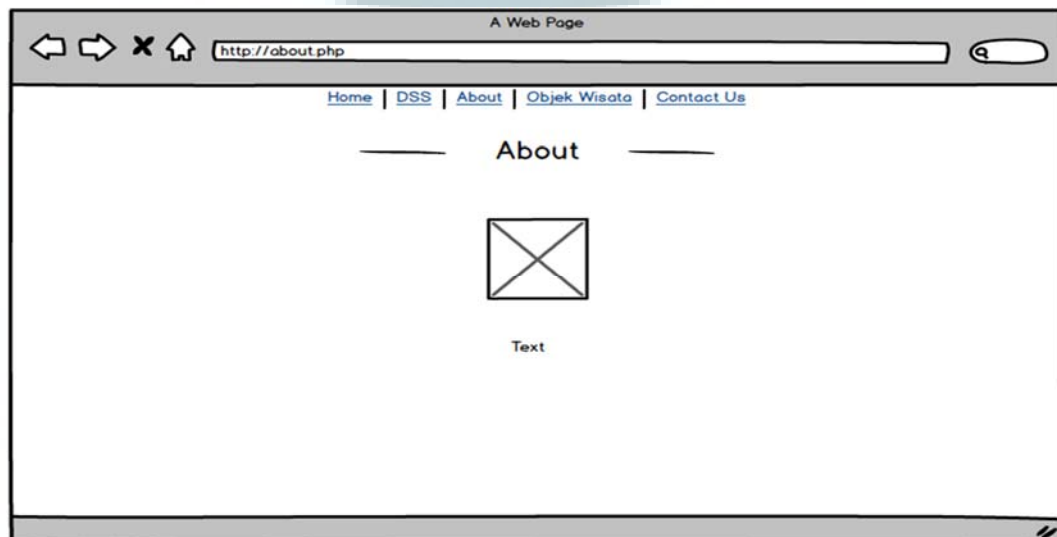 A Web Page
http://about.php
Home | DSS | About | Objek Wisata | Contact Us
About
Text